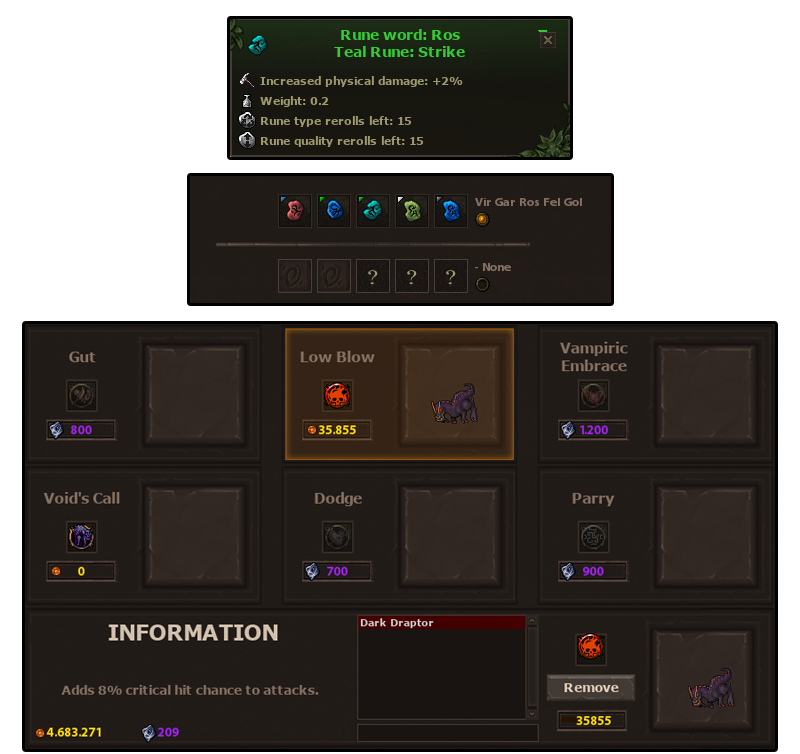 Rune word: Ros
Teal Rune: Strike
Increased physical damage: +2%
Weight: 0.2
Rune type rerolls left: 15
Rune quality rerolls left: 15
Vir Gar Ros Fel Gol
? ? ?
- None
Gut
800
Low Blow
35.855
Vampiric
Embrace
1.200
Void's Call
0
Dodge
700
Parry
900
INFORMATION
Adds 8% critical hit chance to attacks.
4.683.271
209
Dark Draptor
Remove
35855